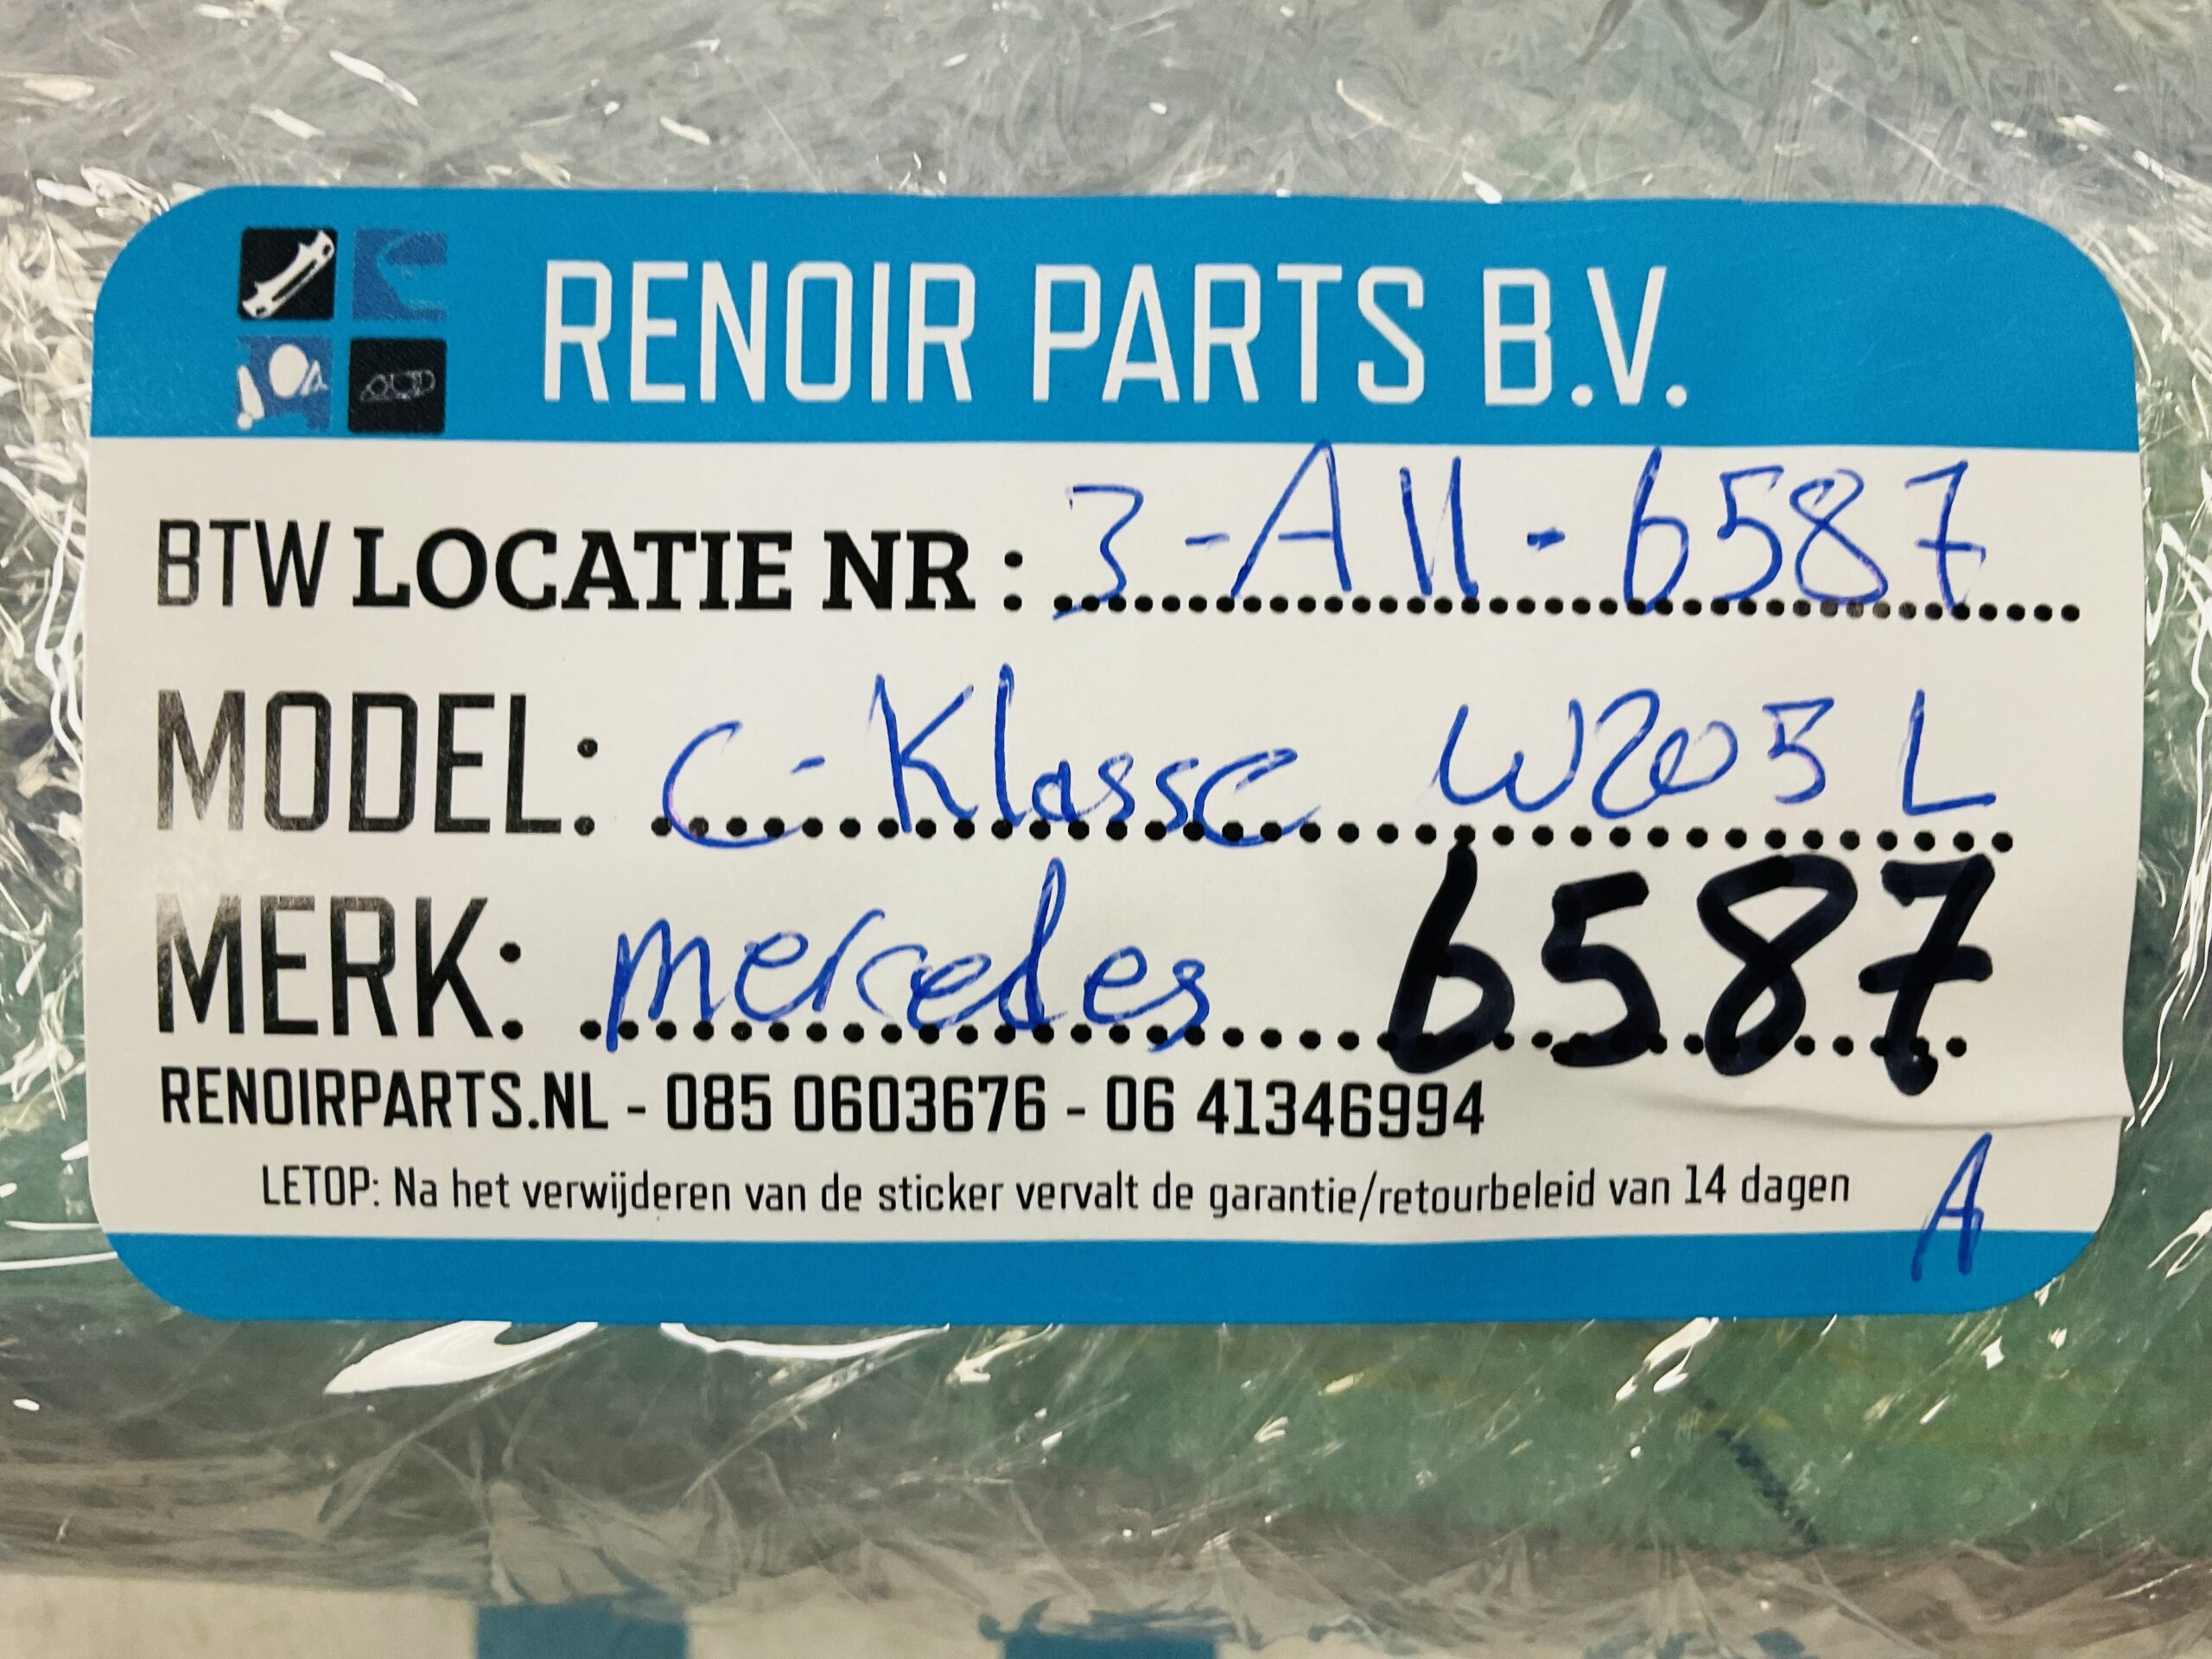 RENOIR PARTS B.V.
BTW LOCATIE NR : 3-A11-6587
MODEL: C-Klasse W205 L
MERK: mercedes 6587
RENOIRPARTS.NL - 085 0603676 - 06 41346994
LETOP: Na het verwijderen van de sticker vervalt de garantie/retourbeleid van 14 dagen
A